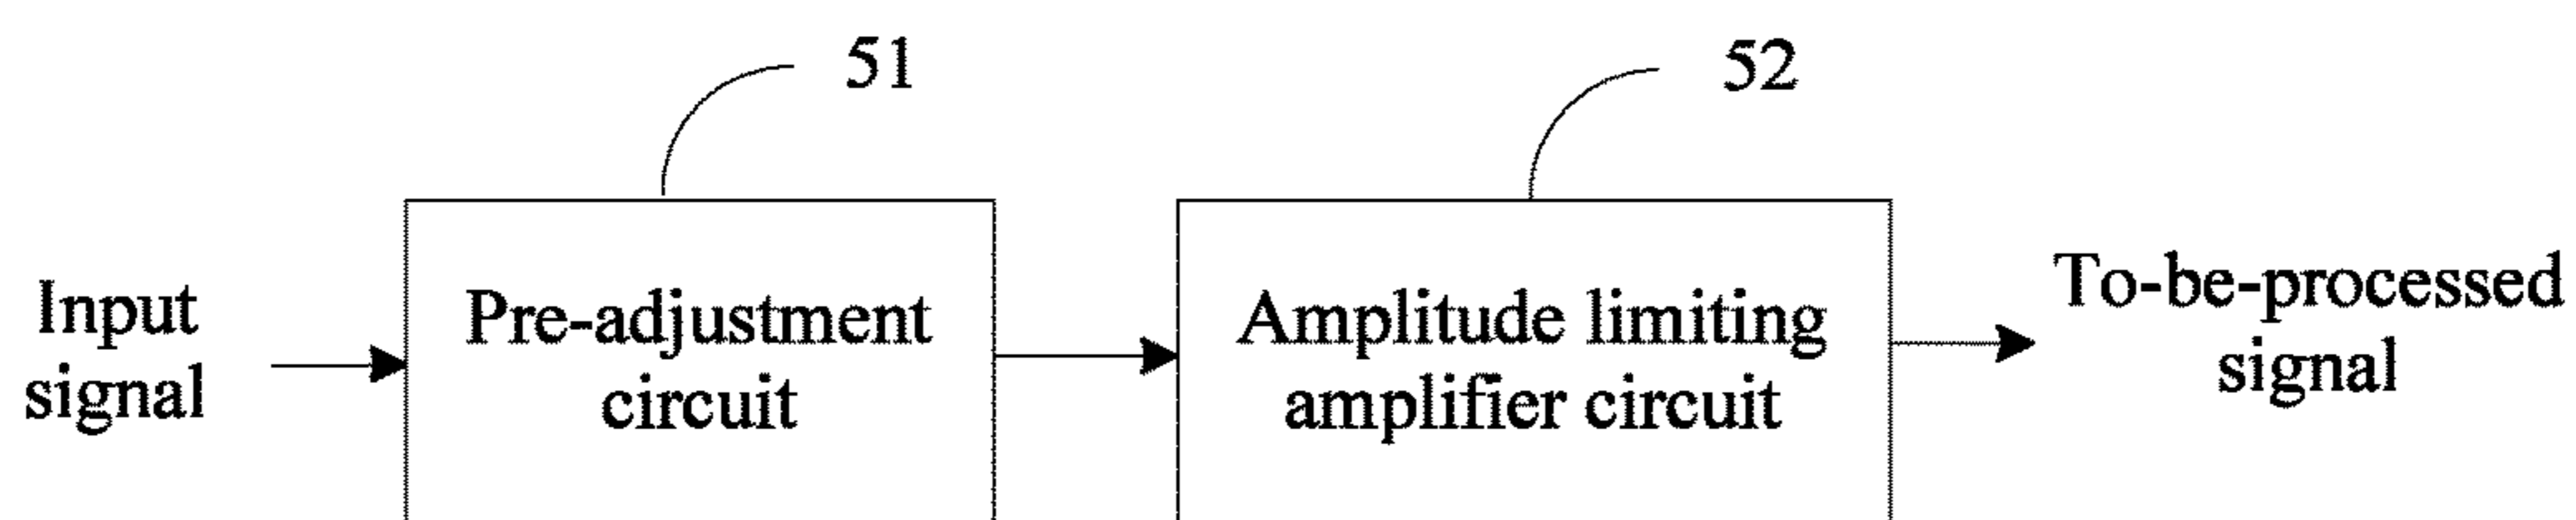 51
52
Input
signal
Pre-adjustment
circuit
Amplitude limiting
amplifier circuit
To-be-processed
signal